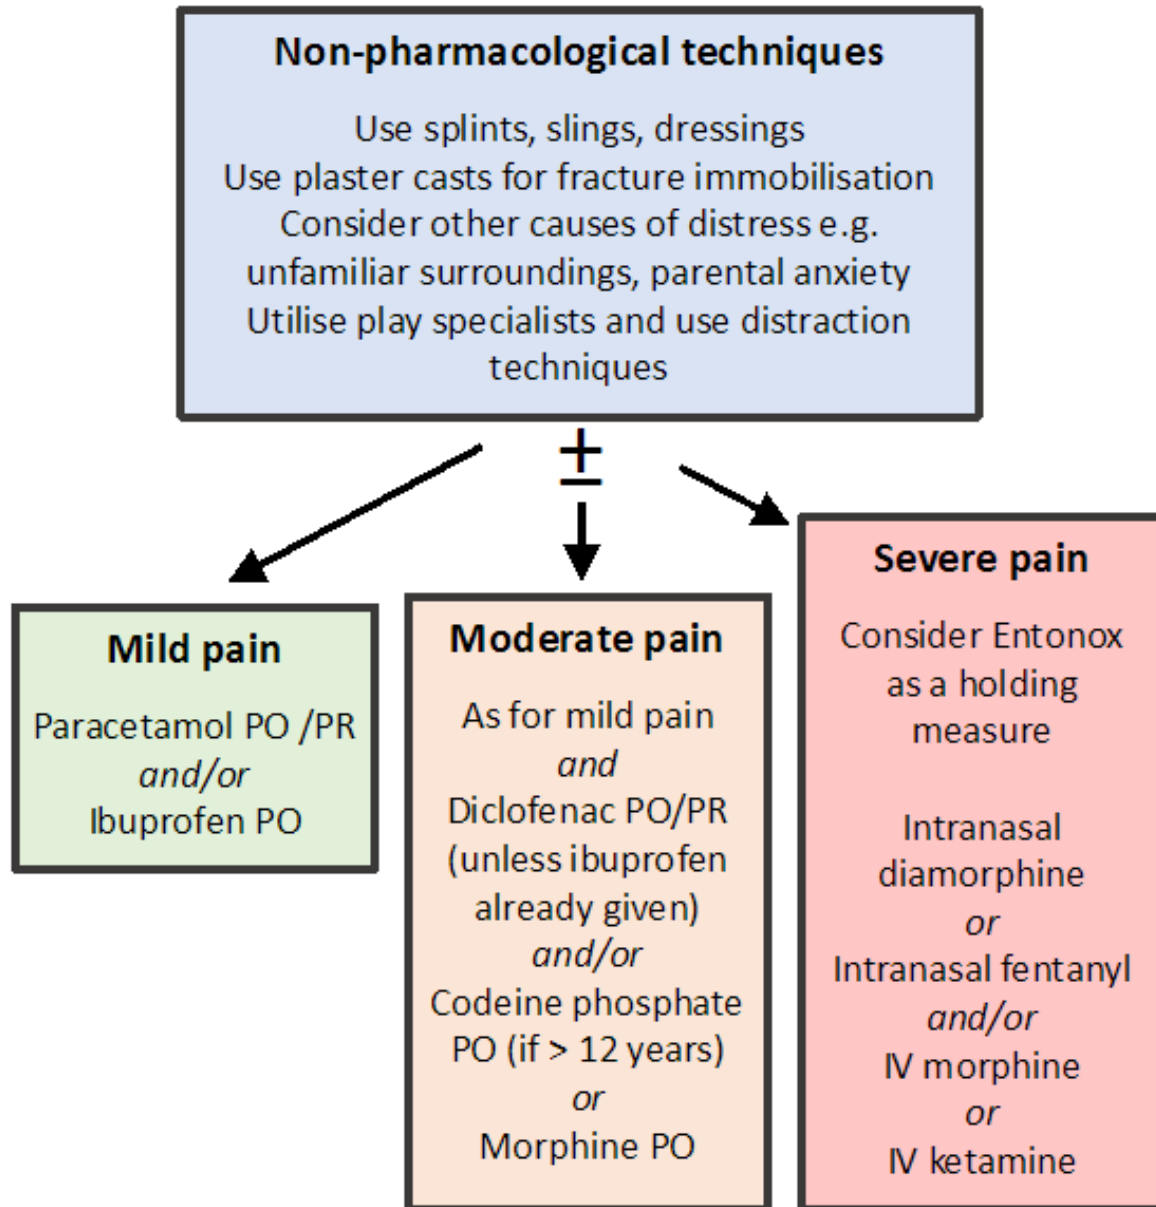 Non-pharmacological techniques
Use splints, slings, dressings
Use plaster casts for fracture immobilisation
Consider other causes of distress e.g.
unfamiliar surroundings, parental anxiety
Utilise play specialists and use distraction
techniques
±
Mild pain
Paracetamol PO /PR
and/or
Ibuprofen PO
Moderate pain
As for mild pain
and
Diclofenac PO/PR
(unless ibuprofen
already given)
and/or
Codeine phosphate
PO (if > 12 years)
or
Morphine PO
Severe pain
Consider Entonox
as a holding
measure
Intranasal
diamorphine
or
Intranasal fentanyl
and/or
IV morphine
or
IV ketamine